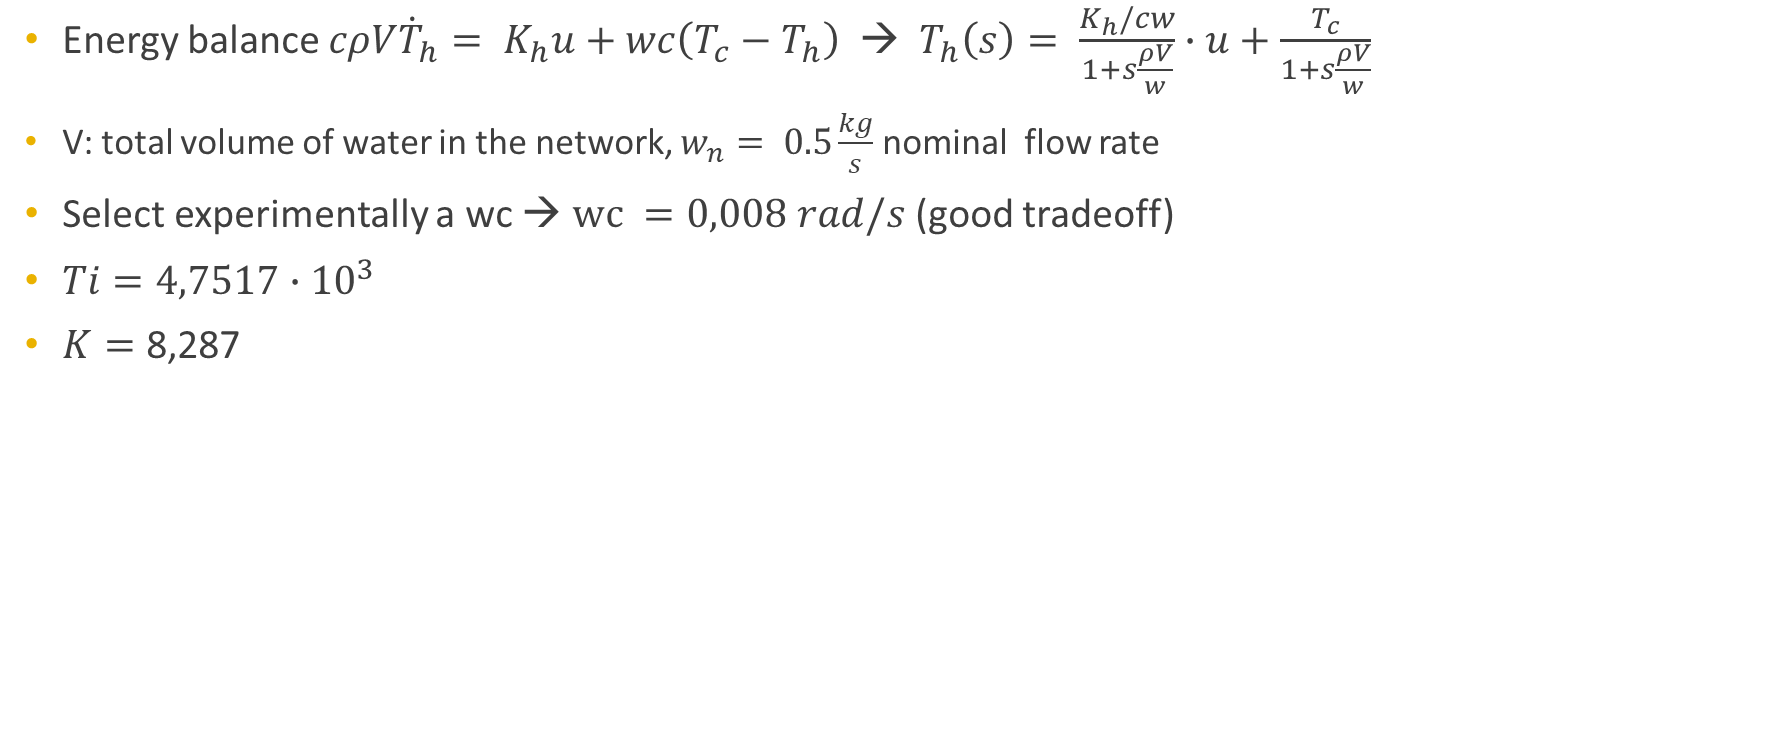 • Energy balance cρVṪₕ = Kₕu + wc(T_c − Tₕ) → Tₕ(s) = (Kₕ/cw)/(1+s(ρV/w)) · u + T_c/(1+s(ρV/w))
• V: total volume of water in the network, wₙ = 0.5 kg/s nominal flow rate
• Select experimentally a wc → wc = 0,008 rad/s (good tradeoff)
• Ti = 4,7517 · 10³
• K = 8,287